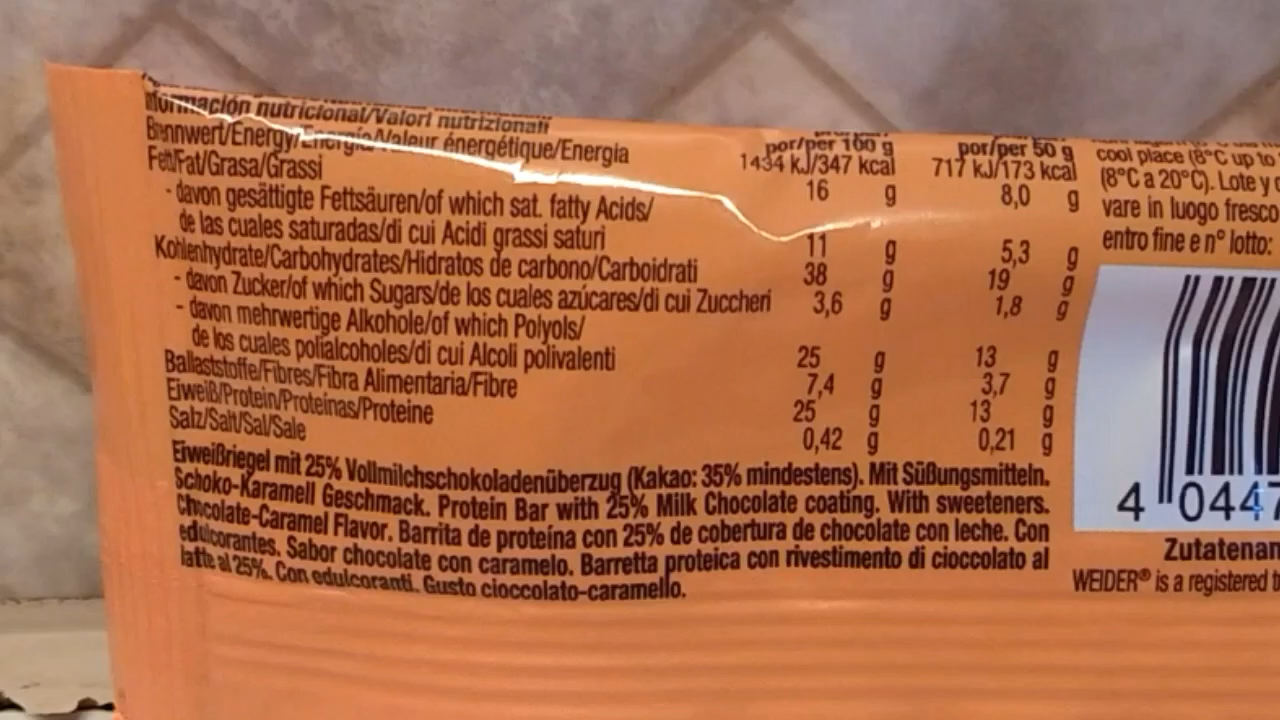 nutricional/Valori nutrizionali
por/per 100 g por/per 50 g
Brennwert/Energy/Energía/Valeur énergétique/Energia 1434 kJ/347 kcal 717 kJ/173 kcal
Fett/Fat/Grasa/Grassi 16 g 8,0 g
- davon gesättigte Fettsäuren/of which sat. fatty Acids/
de las cuales saturadas/di cui Acidi grassi saturi 11 g 5,3 g
Kohlenhydrate/Carbohydrates/Hidratos de carbono/Carboidrati 38 g 19 g
- davon Zucker/of which Sugars/de los cuales azúcares/di cui Zuccheri 3,6 g 1,8 g
- davon mehrwertige Alkohole/of which Polyols/
de los cuales polialcoholes/di cui Alcoli polivalenti 25 g 13 g
Ballaststoffe/Fibres/Fibra Alimentaria/Fibre 7,4 g 3,7 g
Eiweiß/Protein/Proteinas/Proteine 25 g 13 g
Salz/Salt/Sal/Sale 0,42 g 0,21 g
Eiweißriegel mit 25% Vollmilchschokoladenüberzug (Kakao: 35% mindestens). Mit Süßungsmitteln.
Schoko-Karamell Geschmack. Protein Bar with 25% Milk Chocolate coating. With sweeteners.
Chocolate-Caramel Flavor. Barrita de proteína con 25% de cobertura de chocolate con leche. Con
edulcorantes. Sabor chocolate con caramelo. Barretta proteica con rivestimento di cioccolato al
latte al 25%. Con edulcoranti. Gusto cioccolato-caramello.
cool place (8°C up to
(8°C a 20°C). Lote y
vare in luogo fresco
entro fine e n° lotto:
4 0447
Zutatenan
WEIDER® is a registered